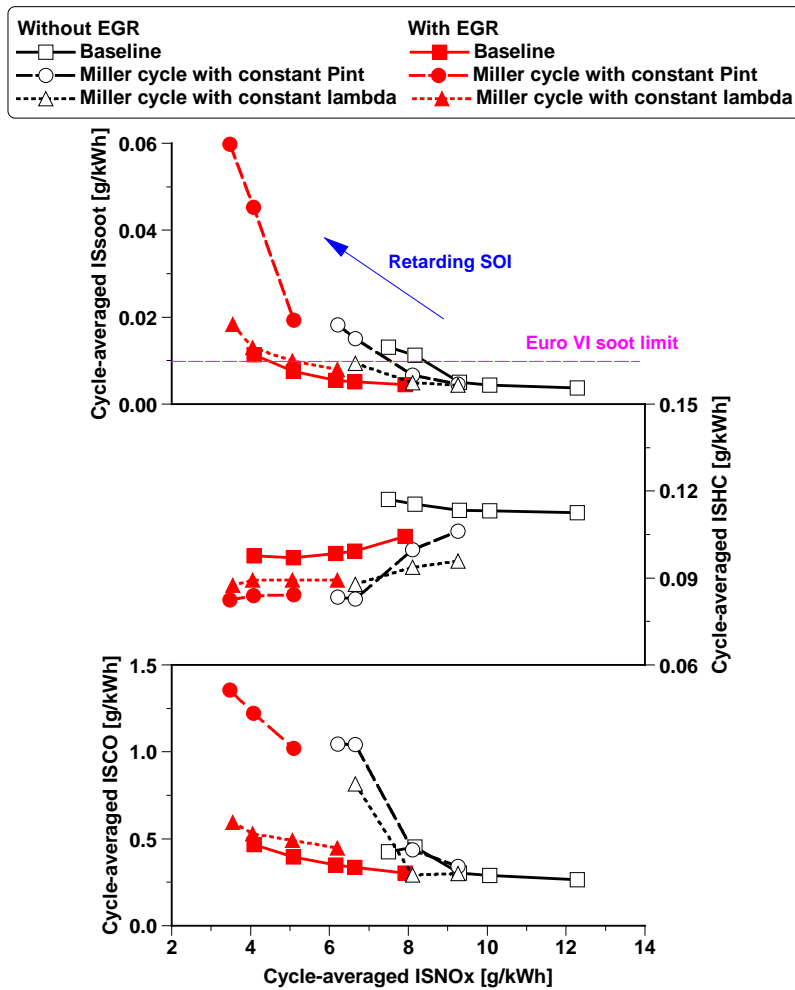 Without EGR
With EGR
Baseline
Baseline
Miller cycle with constant Pint
Miller cycle with constant Pint
Miller cycle with constant lambda
Miller cycle with constant lambda
0.06
0.04
0.02
0.00
Cycle-averaged ISsoot [g/kWh]
Retarding SOI
Euro VI soot limit
0.15
0.12
0.09
0.06
Cycle-averaged ISHC [g/kWh]
1.5
1.0
0.5
0.0
Cycle-averaged ISCO [g/kWh]
2 4 6 8 10 12 14
Cycle-averaged ISNOx [g/kWh]